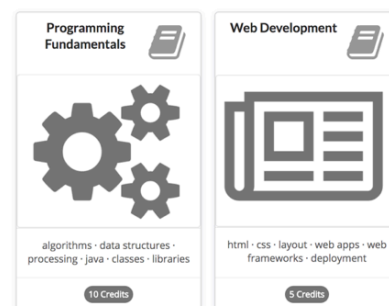 Programming
Fundamentals
algorithms · data structures ·
processing · java · classes · libraries
10 Credits
Web Development
html · css · layout · web apps · web
frameworks · deployment
5 Credits